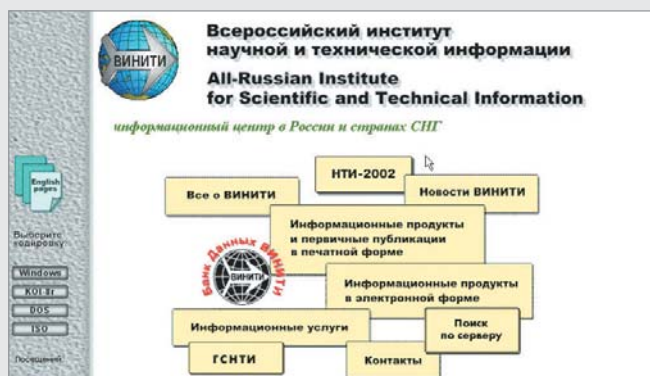 ВИНИТИ
Всероссийский институт
научной и технической информации
All-Russian Institute
for Scientific and Technical Information
информационный центр в России и странах СНГ
English
pages
Выберите
кодировку
Windows
KOI-8r
DOS
ISO
Посещений
НТИ-2002
Все о ВИНИТИ
Новости ВИНИТИ
Информационные продукты
и первичные публикации
в печатной форме
Банк Данных ВИНИТИ
ВИНИТИ
Информационные продукты
в электронной форме
Информационные услуги
Поиск
по серверу
ГСНТИ
Контакты